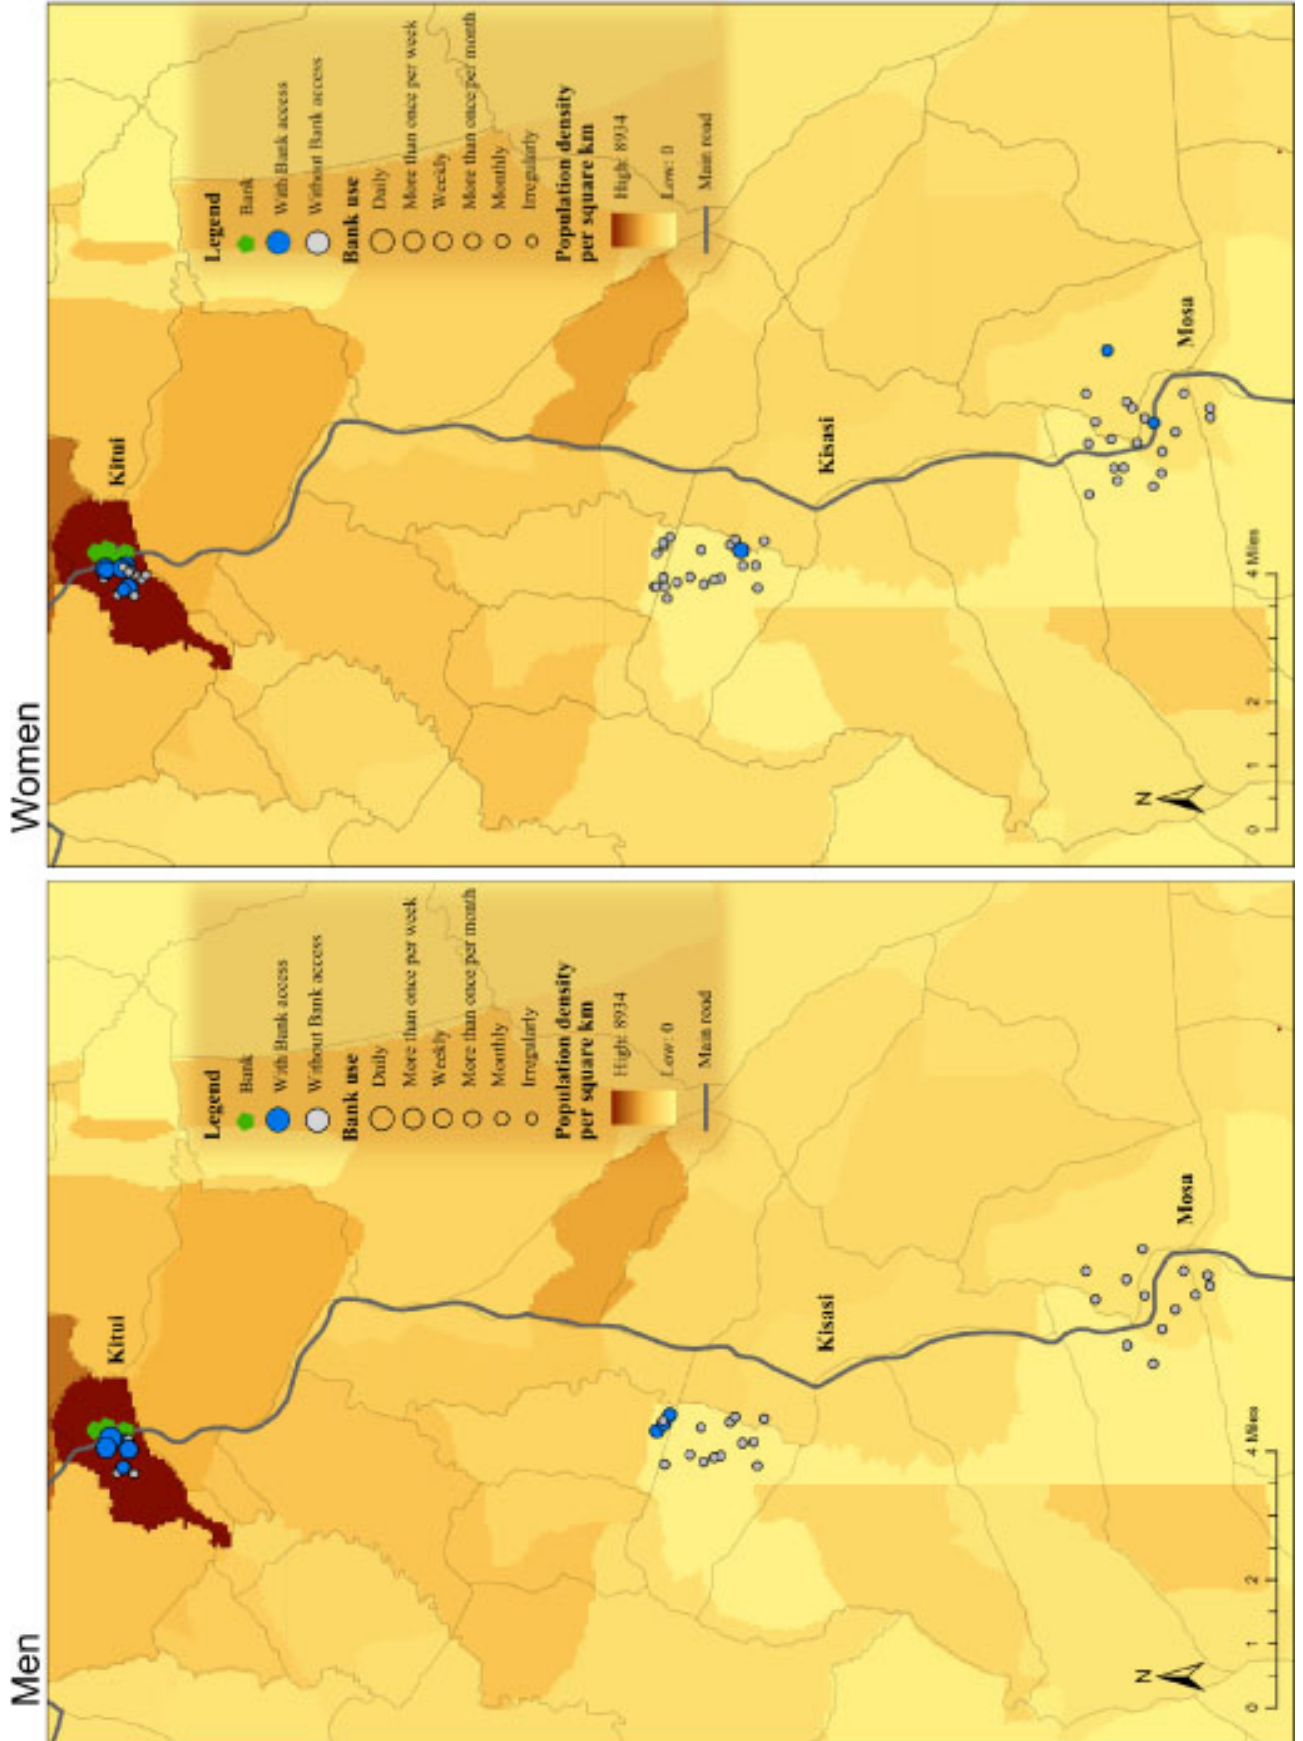 Men
Kitui
Kisasi
Mosa
Legend
Bank
With Bank access
Without Bank access
Bank use
Daily
More than once per week
Weekly
More than once per month
Monthly
Irregularly
Population density
per square km
High: 8934
Low: 0
Main road
N
0 1 2 4 Miles
Women
Kitui
Kisasi
Mosa
Legend
Bank
With Bank access
Without Bank access
Bank use
Daily
More than once per week
Weekly
More than once per month
Monthly
Irregularly
Population density
per square km
High: 8934
Low: 0
Main road
N
0 1 2 4 Miles